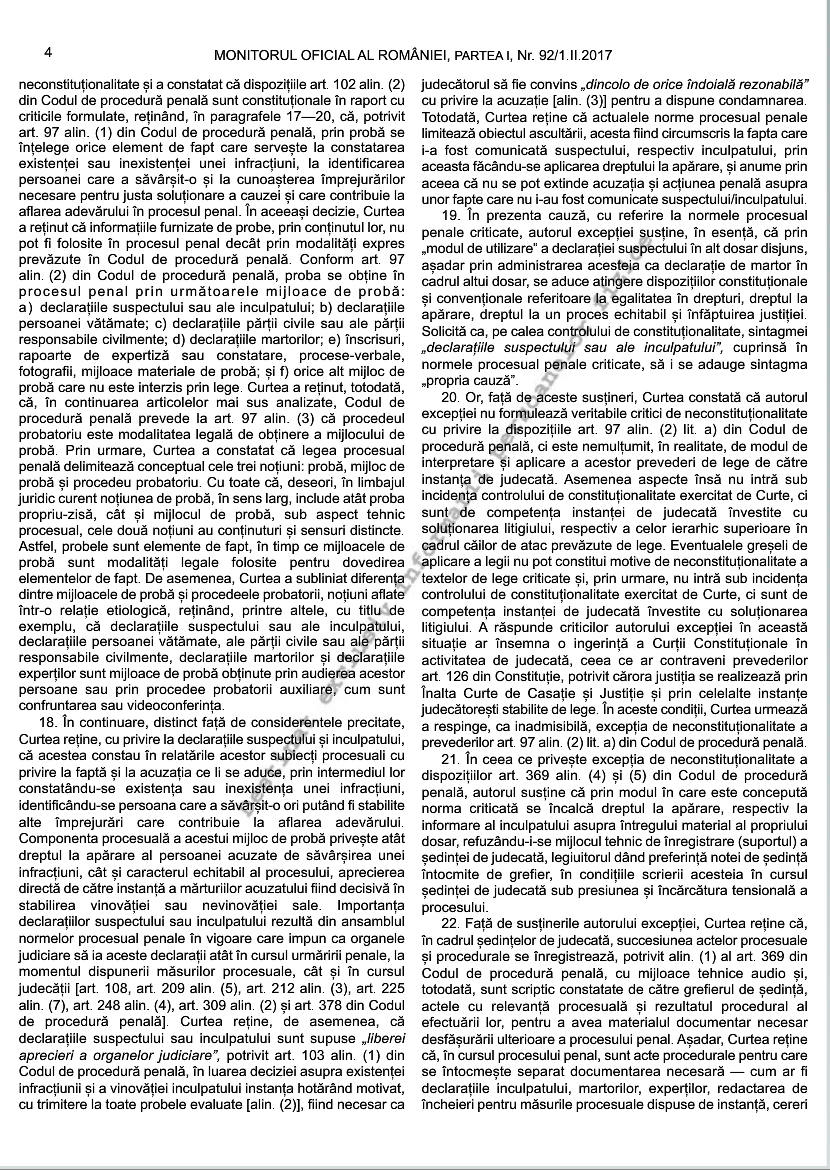 4
MONITORUL OFICIAL AL ROMÂNIEI, PARTEA I, Nr. 92/1.II.2017
neconstituționalitate și a constatat că dispozițiile art. 102 alin. (2)
din Codul de procedură penală sunt constituționale în raport cu
criticile formulate, reținând, în paragrafele 17—20, că, potrivit
art. 97 alin. (1) din Codul de procedură penală, prin probă se
înțelege orice element de fapt care servește la constatarea
existenței sau inexistenței unei infracțiuni, la identificarea
persoanei care a săvârșit-o și la cunoașterea împrejurărilor
necesare pentru justa soluționare a cauzei și care contribuie la
aflarea adevărului în procesul penal. În aceeași decizie, Curtea
a reținut că informațiile furnizate de probe, prin conținutul lor, nu
pot fi folosite în procesul penal decât prin modalități expres
prevăzute în Codul de procedură penală. Conform art. 97
alin. (2) din Codul de procedură penală, proba se obține în
procesul penal prin următoarele mijloace de probă:
a) declarațiile suspectului sau ale inculpatului; b) declarațiile
persoanei vătămate; c) declarațiile părții civile sau ale părții
responsabile civilmente; d) declarațiile martorilor; e) înscrisuri,
rapoarte de expertiză sau constatare, procese-verbale,
fotografii, mijloace materiale de probă; și f) orice alt mijloc de
probă care nu este interzis prin lege. Curtea a reținut, totodată,
că, în continuarea articolelor mai sus analizate, Codul de
procedură penală prevede la art. 97 alin. (3) că procedeul
probatoriu este modalitatea legală de obținere a mijlocului de
probă. Prin urmare, Curtea a constatat că legea procesual
penală delimitează conceptual cele trei noțiuni: probă, mijloc de
probă și procedeu probatoriu. Cu toate că, deseori, în limbajul
juridic curent noțiunea de probă, în sens larg, include atât proba
propriu-zisă, cât și mijlocul de probă, sub aspect tehnic
procesual, cele două noțiuni au conținuturi și sensuri distincte.
Astfel, probele sunt elemente de fapt, în timp ce mijloacele de
probă sunt modalități legale folosite pentru dovedirea
elementelor de fapt. De asemenea, Curtea a subliniat diferența
dintre mijloacele de probă și procedeele probatorii, noțiuni aflate
într-o relație etiologică, reținând, printre altele, cu titlu de
exemplu, că declarațiile suspectului sau ale inculpatului,
declarațiile persoanei vătămate, ale părții civile sau ale părții
responsabile civilmente, declarațiile martorilor și declarațiile
experților sunt mijloace de probă obținute prin audierea acestor
persoane sau prin procedee probatorii auxiliare, cum sunt
confruntarea sau videoconferința.
18. În continuare, distinct față de considerentele precitate,
Curtea reține, cu privire la declarațiile suspectului și inculpatului,
că acestea constau în relatările acestor subiecți procesuali cu
privire la faptă și la acuzația ce li se aduce, prin intermediul lor
constatându-se existența sau inexistența unei infracțiuni,
identificându-se persoana care a săvârșit-o ori putând fi stabilite
alte împrejurări care contribuie la aflarea adevărului.
Componenta procesuală a acestui mijloc de probă privește atât
dreptul la apărare al persoanei acuzate de săvârșirea unei
infracțiuni, cât și caracterul echitabil al procesului, aprecierea
directă de către instanță a mărturiilor acuzatului fiind decisivă în
stabilirea vinovăției sau nevinovăției sale. Importanța
declarațiilor suspectului sau inculpatului rezultă din ansamblul
normelor procesual penale în vigoare care impun ca organele
judiciare să ia aceste declarații atât în cursul urmăririi penale, la
momentul dispunerii măsurilor procesuale, cât și în cursul
judecății [art. 108, art. 209 alin. (5), art. 212 alin. (3), art. 225
alin. (7), art. 248 alin. (4), art. 309 alin. (2) și art. 378 din Codul
de procedură penală]. Curtea reține, de asemenea, că
declarațiile suspectului sau inculpatului sunt supuse „liberei
aprecieri a organelor judiciare”, potrivit art. 103 alin. (1) din
Codul de procedură penală, în luarea deciziei asupra existenței
infracțiunii și a vinovăției inculpatului instanța hotărând motivat,
cu trimitere la toate probele evaluate [alin. (2)], fiind necesar ca
judecătorul să fie convins „dincolo de orice îndoială rezonabilă”
cu privire la acuzație [alin. (3)] pentru a dispune condamnarea.
Totodată, Curtea reține că actualele norme procesual penale
limitează obiectul ascultării, acesta fiind circumscris la fapta care
i-a fost comunicată suspectului, respectiv inculpatului, prin
aceasta făcându-se aplicarea dreptului la apărare, și anume prin
aceea că nu se pot extinde acuzația și acțiunea penală asupra
unor fapte care nu i-au fost comunicate suspectului/inculpatului.
19. În prezenta cauză, cu referire la normele procesual
penale criticate, autorul excepției susține, în esență, că prin
„modul de utilizare” a declarației suspectului în alt dosar disjuns,
așadar prin administrarea acesteia ca declarație de martor în
cadrul altui dosar, se aduce atingere dispozițiilor constituționale
și convenționale referitoare la egalitatea în drepturi, dreptul la
apărare, dreptul la un proces echitabil și înfăptuirea justiției.
Solicită ca, pe calea controlului de constituționalitate, sintagmei
„declarațiile suspectului sau ale inculpatului”, cuprinsă în
normele procesual penale criticate, să i se adauge sintagma
„propria cauză”.
20. Or, față de aceste susțineri, Curtea constată că autorul
excepției nu formulează veritabile critici de neconstituționalitate
cu privire la dispozițiile art. 97 alin. (2) lit. a) din Codul de
procedură penală, ci este nemulțumit, în realitate, de modul de
interpretare și aplicare a acestor prevederi de lege de către
instanța de judecată. Asemenea aspecte însă nu intră sub
incidența controlului de constituționalitate exercitat de Curte, ci
sunt de competența instanței de judecată învestite cu
soluționarea litigiului, respectiv a celor ierarhic superioare în
cadrul căilor de atac prevăzute de lege. Eventualele greșeli de
aplicare a legii nu pot constitui motive de neconstituționalitate a
textelor de lege criticate și, prin urmare, nu intră sub incidența
controlului de constituționalitate exercitat de Curte, ci sunt de
competența instanței de judecată învestite cu soluționarea
litigiului. A răspunde criticilor autorului excepției în această
situație ar însemna o ingerință a Curții Constituționale în
activitatea de judecată, ceea ce ar contraveni prevederilor
art. 126 din Constituție, potrivit cărora justiția se realizează prin
Înalta Curte de Casație și Justiție și prin celelalte instanțe
judecătorești stabilite de lege. În aceste condiții, Curtea urmează
a respinge, ca inadmisibilă, excepția de neconstituționalitate a
prevederilor art. 97 alin. (2) lit. a) din Codul de procedură penală.
21. În ceea ce privește excepția de neconstituționalitate a
dispozițiilor art. 369 alin. (4) și (5) din Codul de procedură
penală, autorul susține că prin modul în care este concepută
norma criticată se încalcă dreptul la apărare, respectiv la
informare al inculpatului asupra întregului material al propriului
dosar, refuzându-i-se mijlocul tehnic de înregistrare (suportul) a
ședinței de judecată, legiuitorul dând preferință notei de ședință
întocmite de grefier, în condițiile scrierii acesteia în cursul
ședinței de judecată sub presiunea și încărcătura tensională a
procesului.
22. Față de susținerile autorului excepției, Curtea reține că,
în cadrul ședințelor de judecată, succesiunea actelor procesuale
și procedurale se înregistrează, potrivit alin. (1) al art. 369 din
Codul de procedură penală, cu mijloace tehnice audio și,
totodată, sunt scriptic constatate de către grefierul de ședință,
actele cu relevanță procesuală și rezultatul procedural al
efectuării lor, pentru a avea materialul documentar necesar
desfășurării ulterioare a procesului penal. Așadar, Curtea reține
că, în cursul procesului penal, sunt acte procedurale pentru care
se întocmește separat documentarea necesară — cum ar fi
declarațiile inculpatului, martorilor, experților, redactarea de
încheieri pentru măsurile procesuale dispuse de instanță, cereri
Destinat exclusiv informării persoanelor fizice